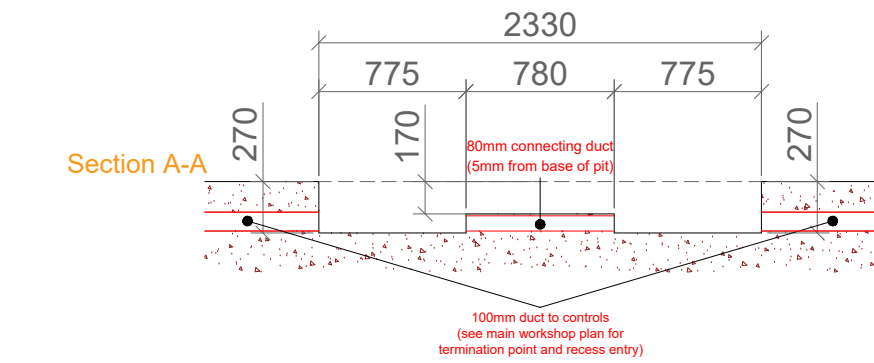 2330
775
780
775
270
170
270
80mm connecting duct
(5mm from base of pit)
Section A-A
100mm duct to controls
(see main workshop plan for
termination point and recess entry)